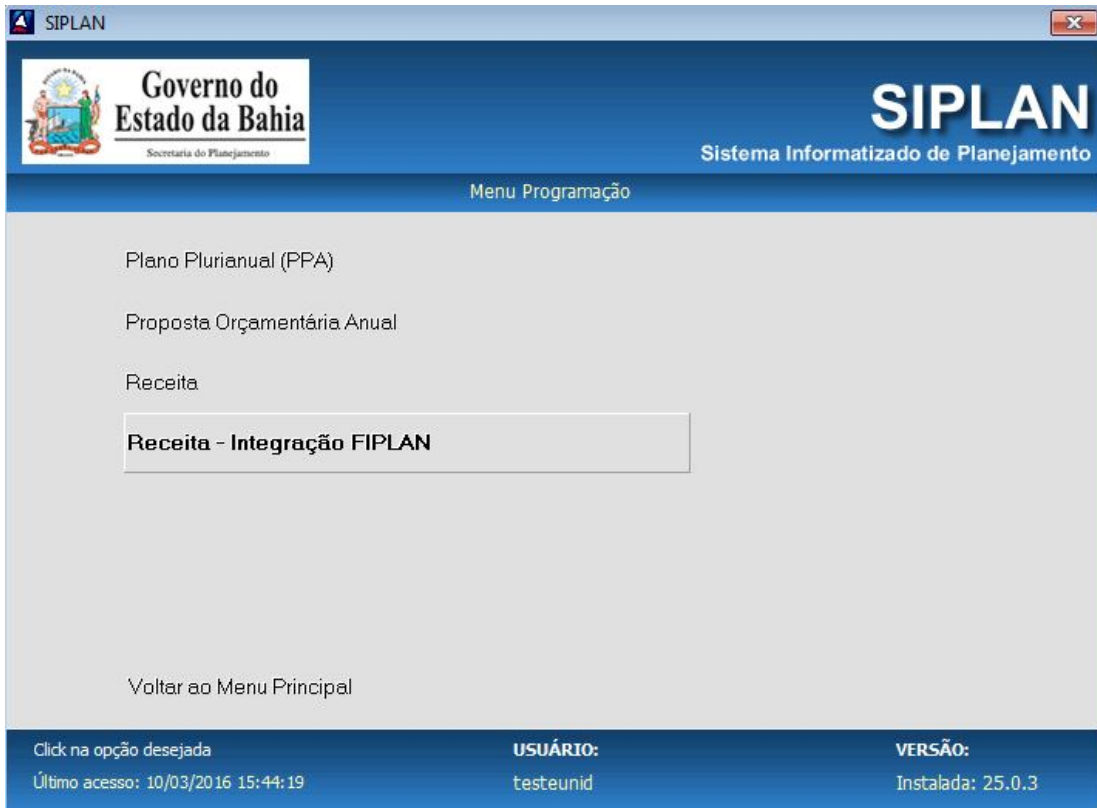 SIPLAN
Governo do
Estado da Bahia
Secretaria do Planejamento
SIPLAN
Sistema Informatizado de Planejamento
Menu Programação
Plano Plurianual (PPA)
Proposta Orçamentária Anual
Receita
Receita - Integração FIPLAN
Voltar ao Menu Principal
Click na opção desejada
USUÁRIO:
VERSÃO:
Último acesso: 10/03/2016 15:44:19
testeunid
Instalada: 25.0.3